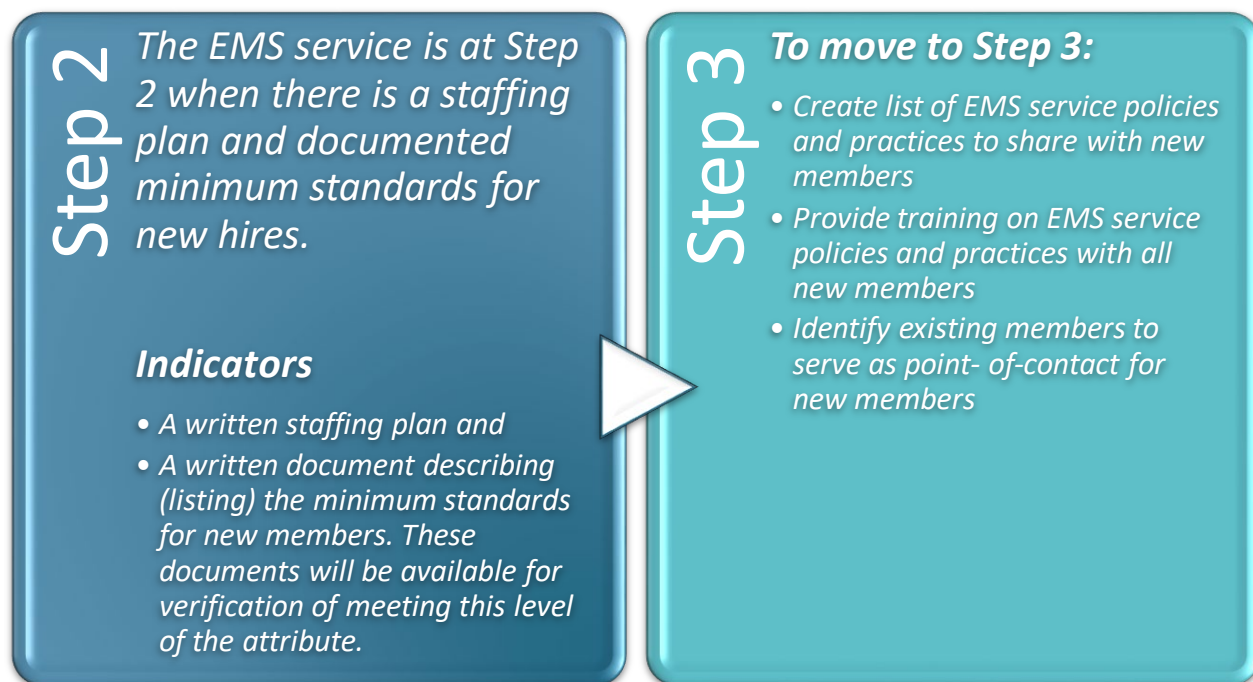 Step 2
The EMS service is at Step
2 when there is a staffing
plan and documented
minimum standards for
new hires.
Indicators
• A written staffing plan and
• A written document describing
(listing) the minimum standards
for new members. These
documents will be available for
verification of meeting this level
of the attribute.
Step 3
To move to Step 3:
• Create list of EMS service policies
and practices to share with new
members
• Provide training on EMS service
policies and practices with all
new members
• Identify existing members to
serve as point- of-contact for
new members